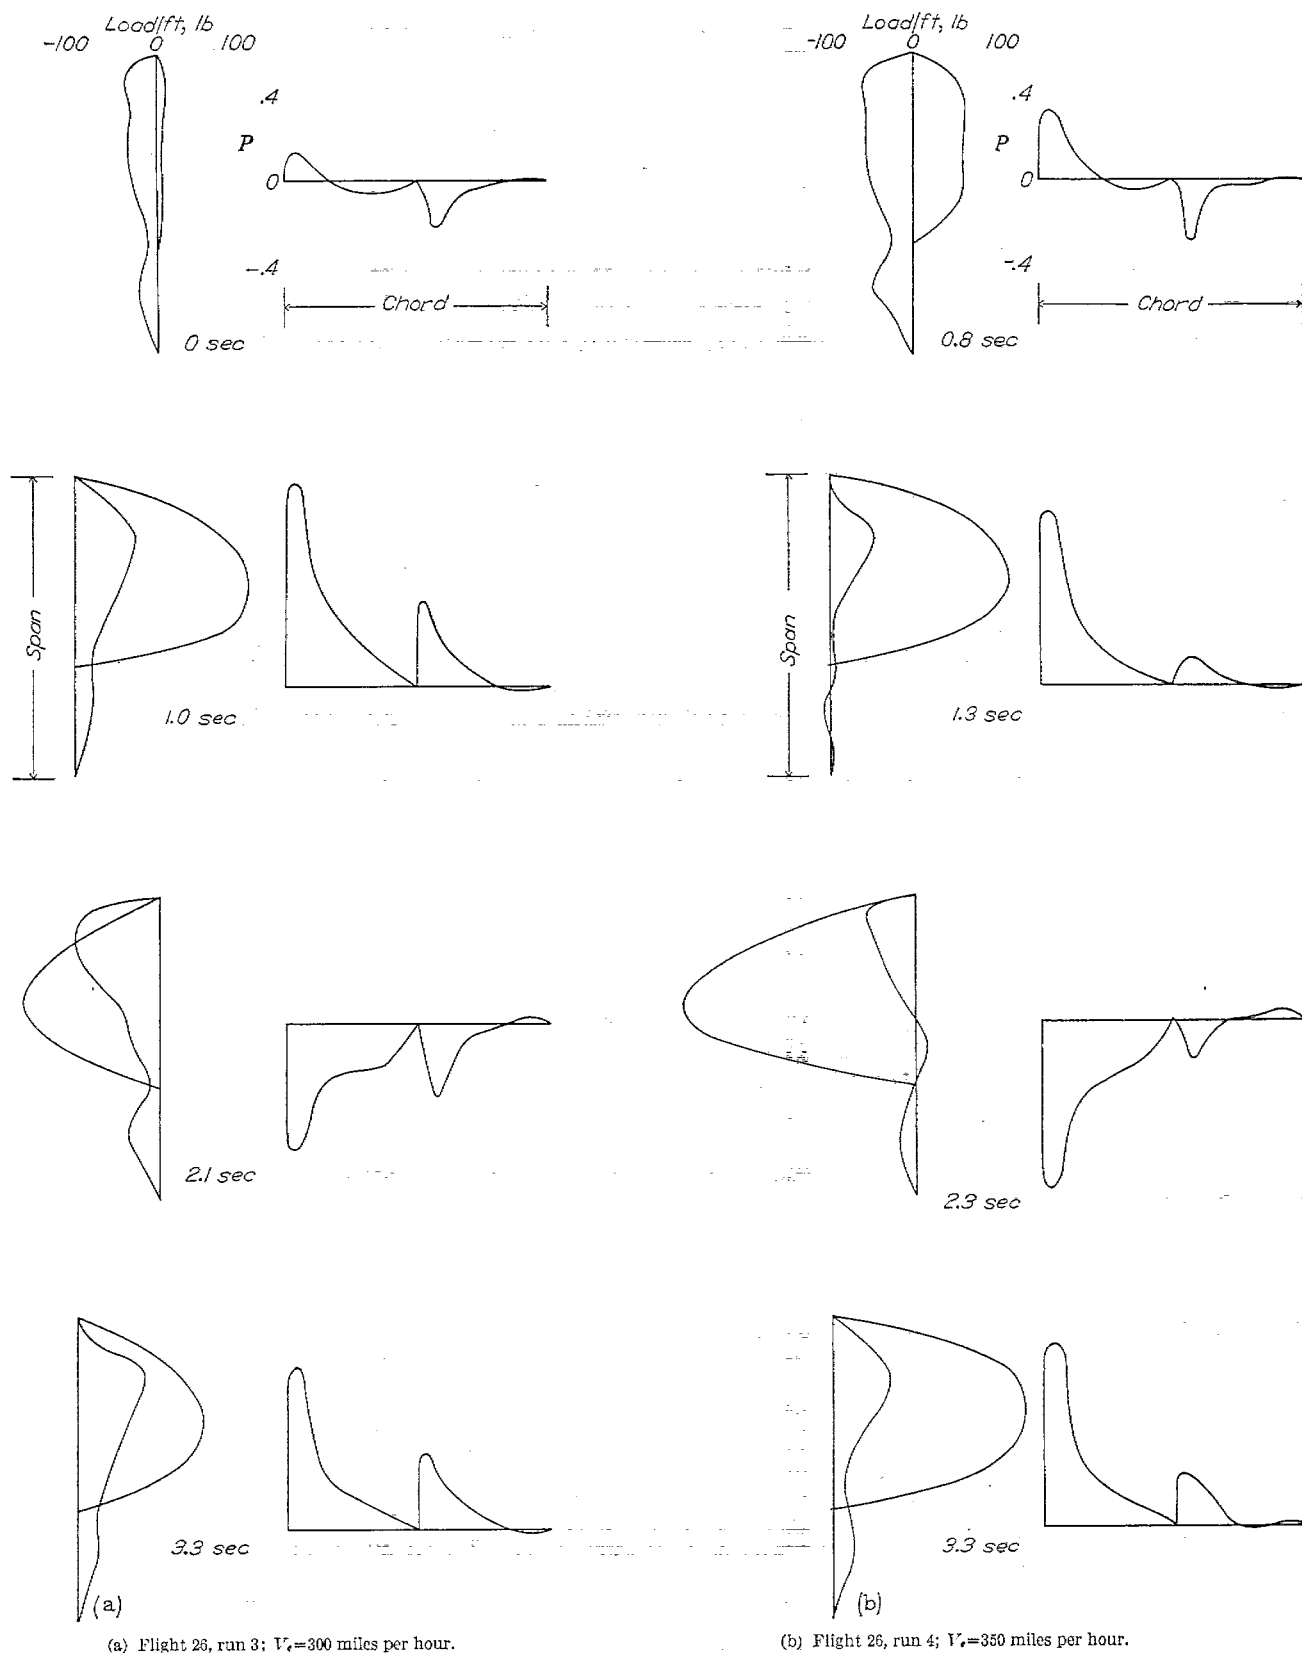 Load/ft, lb
-100 0 100
.4
P
0
-.4
Chord
0 sec
Load/ft, lb
-100 0 100
.4
P
0
-.4
Chord
0.8 sec
Span
1.0 sec
Span
1.3 sec
2.1 sec
2.3 sec
3.3 sec
(a)
3.3 sec
(b)
(a) Flight 26, run 3; Vₑ=300 miles per hour.
(b) Flight 26, run 4; Vₑ=350 miles per hour.